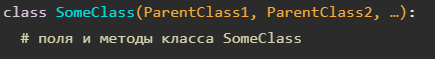 class SomeClass(ParentClass1, ParentClass2, …):
  # поля и методы класса SomeClass